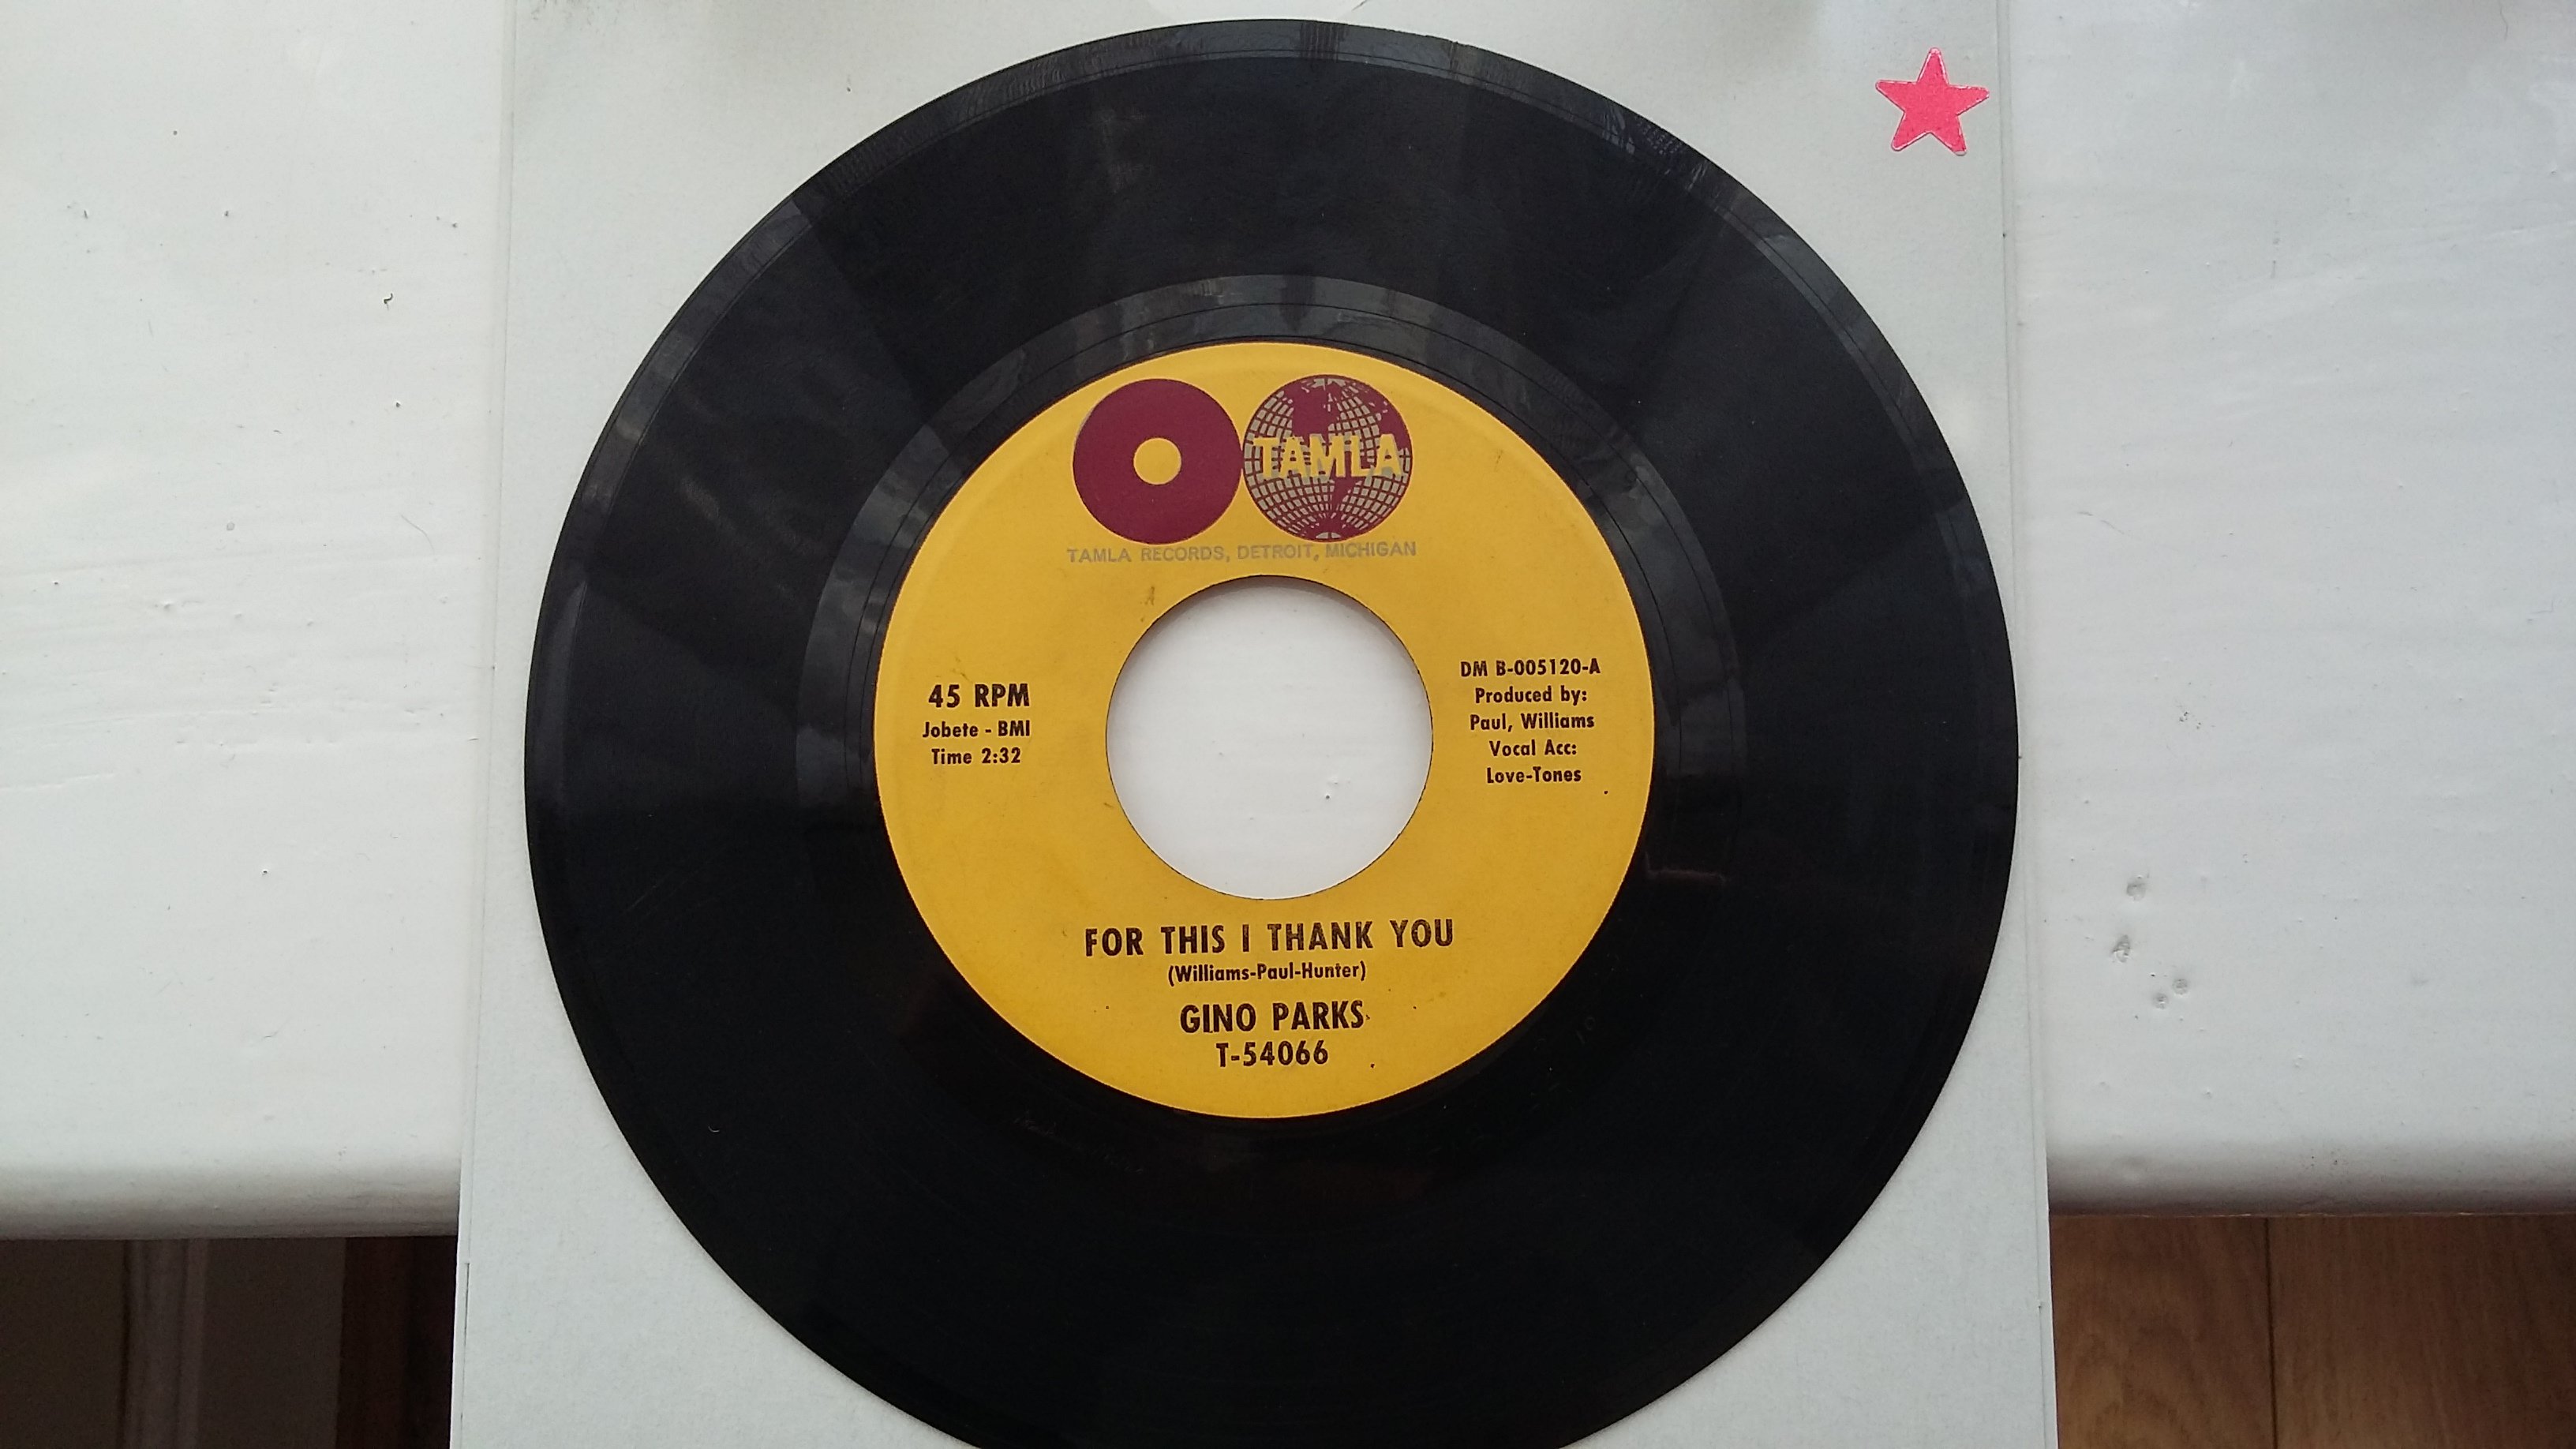 TAMLA
TAMLA RECORDS, DETROIT, MICHIGAN
45 RPM
Jobete - BMI
Time 2:32
DM B-005120-A
Produced by:
Paul, Williams
Vocal Acc:
Love-Tones
FOR THIS I THANK YOU
(Williams-Paul-Hunter)
GINO PARKS
T-54066